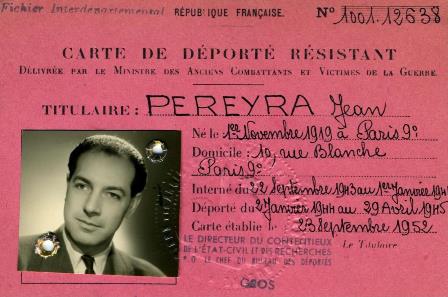 Fichier Interdépartemental
RÉPUBLIQUE FRANÇAISE.
Nº 1001.12638
CARTE DE DÉPORTÉ RÉSISTANT
DÉLIVRÉE PAR LE MINISTRE DES ANCIENS COMBATTANTS ET VICTIMES DE LA GUERRE.
TITULAIRE : PEREYRA Jean
Né le 1er Novembre 1919 à Paris 9e
Domicile : 10, rue Blanche
Paris 9e
Interné du 22 Septembre 1943 au 1er Janvier 194
Déporté du 2 Janvier 1944 au 29 Avril 1945
Carte établie le 23 Septembre 1952
Le Titulaire
LE DIRECTEUR DU CONTENTIEUX
DE L'ÉTAT-CIVIL ET DES RECHERCHES
P.O. LE CHEF DU BUREAU DES DÉPORTÉS